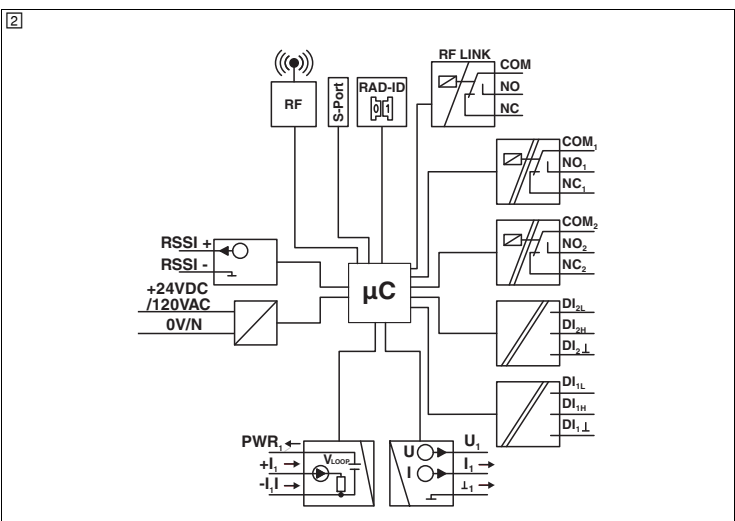 2
RF LINK
COM
NO
NC
RF
S-Port
RAD-ID
0 1
COM₁
NO₁
NC₁
COM₂
NO₂
NC₂
RSSI +
RSSI -
+24VDC
/120VAC
0V/N
µC
DI₂L
DI₂H
DI₂⊥
DI₁L
DI₁H
DI₁⊥
PWR₁
+I₁
-I₁I
VLOOP
U
I
U₁
I₁
⊥₁